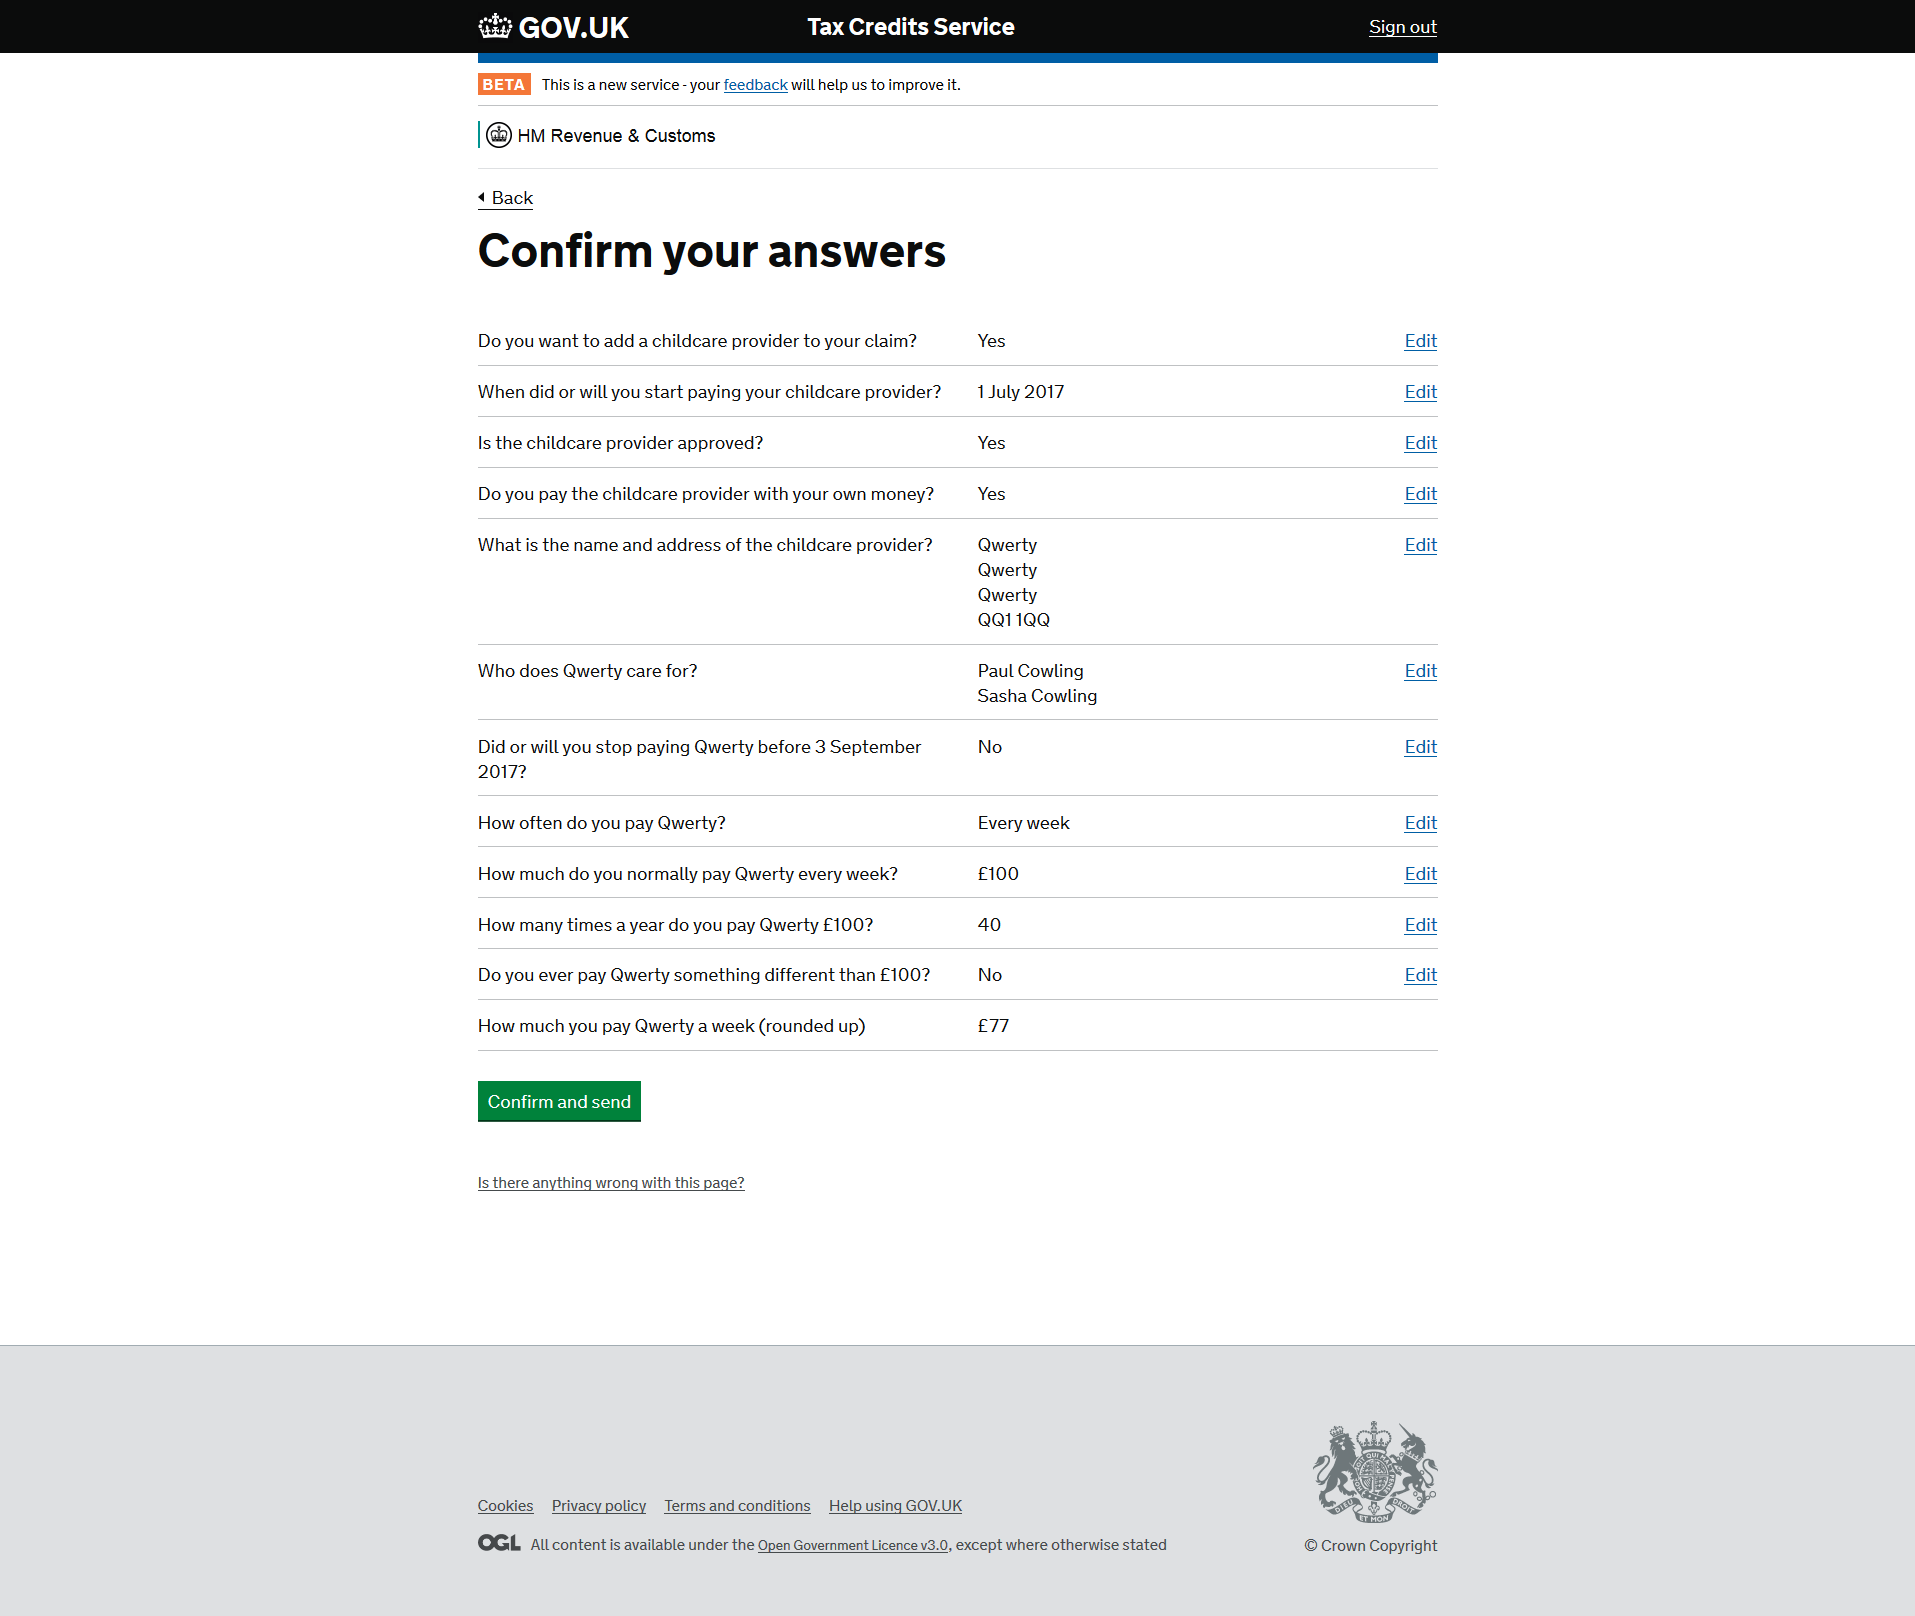 GOV.UK
Tax Credits Service
Sign out
BETA This is a new service - your feedback will help us to improve it.
HM Revenue & Customs
Back
Confirm your answers
Do you want to add a childcare provider to your claim? Yes Edit
When did or will you start paying your childcare provider? 1 July 2017 Edit
Is the childcare provider approved? Yes Edit
Do you pay the childcare provider with your own money? Yes Edit
What is the name and address of the childcare provider? Qwerty Edit
Qwerty
Qwerty
QQ1 1QQ
Who does Qwerty care for? Paul Cowling Edit
Sasha Cowling
Did or will you stop paying Qwerty before 3 September No Edit
2017?
How often do you pay Qwerty? Every week Edit
How much do you normally pay Qwerty every week? £100 Edit
How many times a year do you pay Qwerty £100? 40 Edit
Do you ever pay Qwerty something different than £100? No Edit
How much you pay Qwerty a week (rounded up) £77
Confirm and send
Is there anything wrong with this page?
Cookies Privacy policy Terms and conditions Help using GOV.UK
OGL All content is available under the Open Government Licence v3.0, except where otherwise stated
DIEU ET MON DROIT
© Crown Copyright